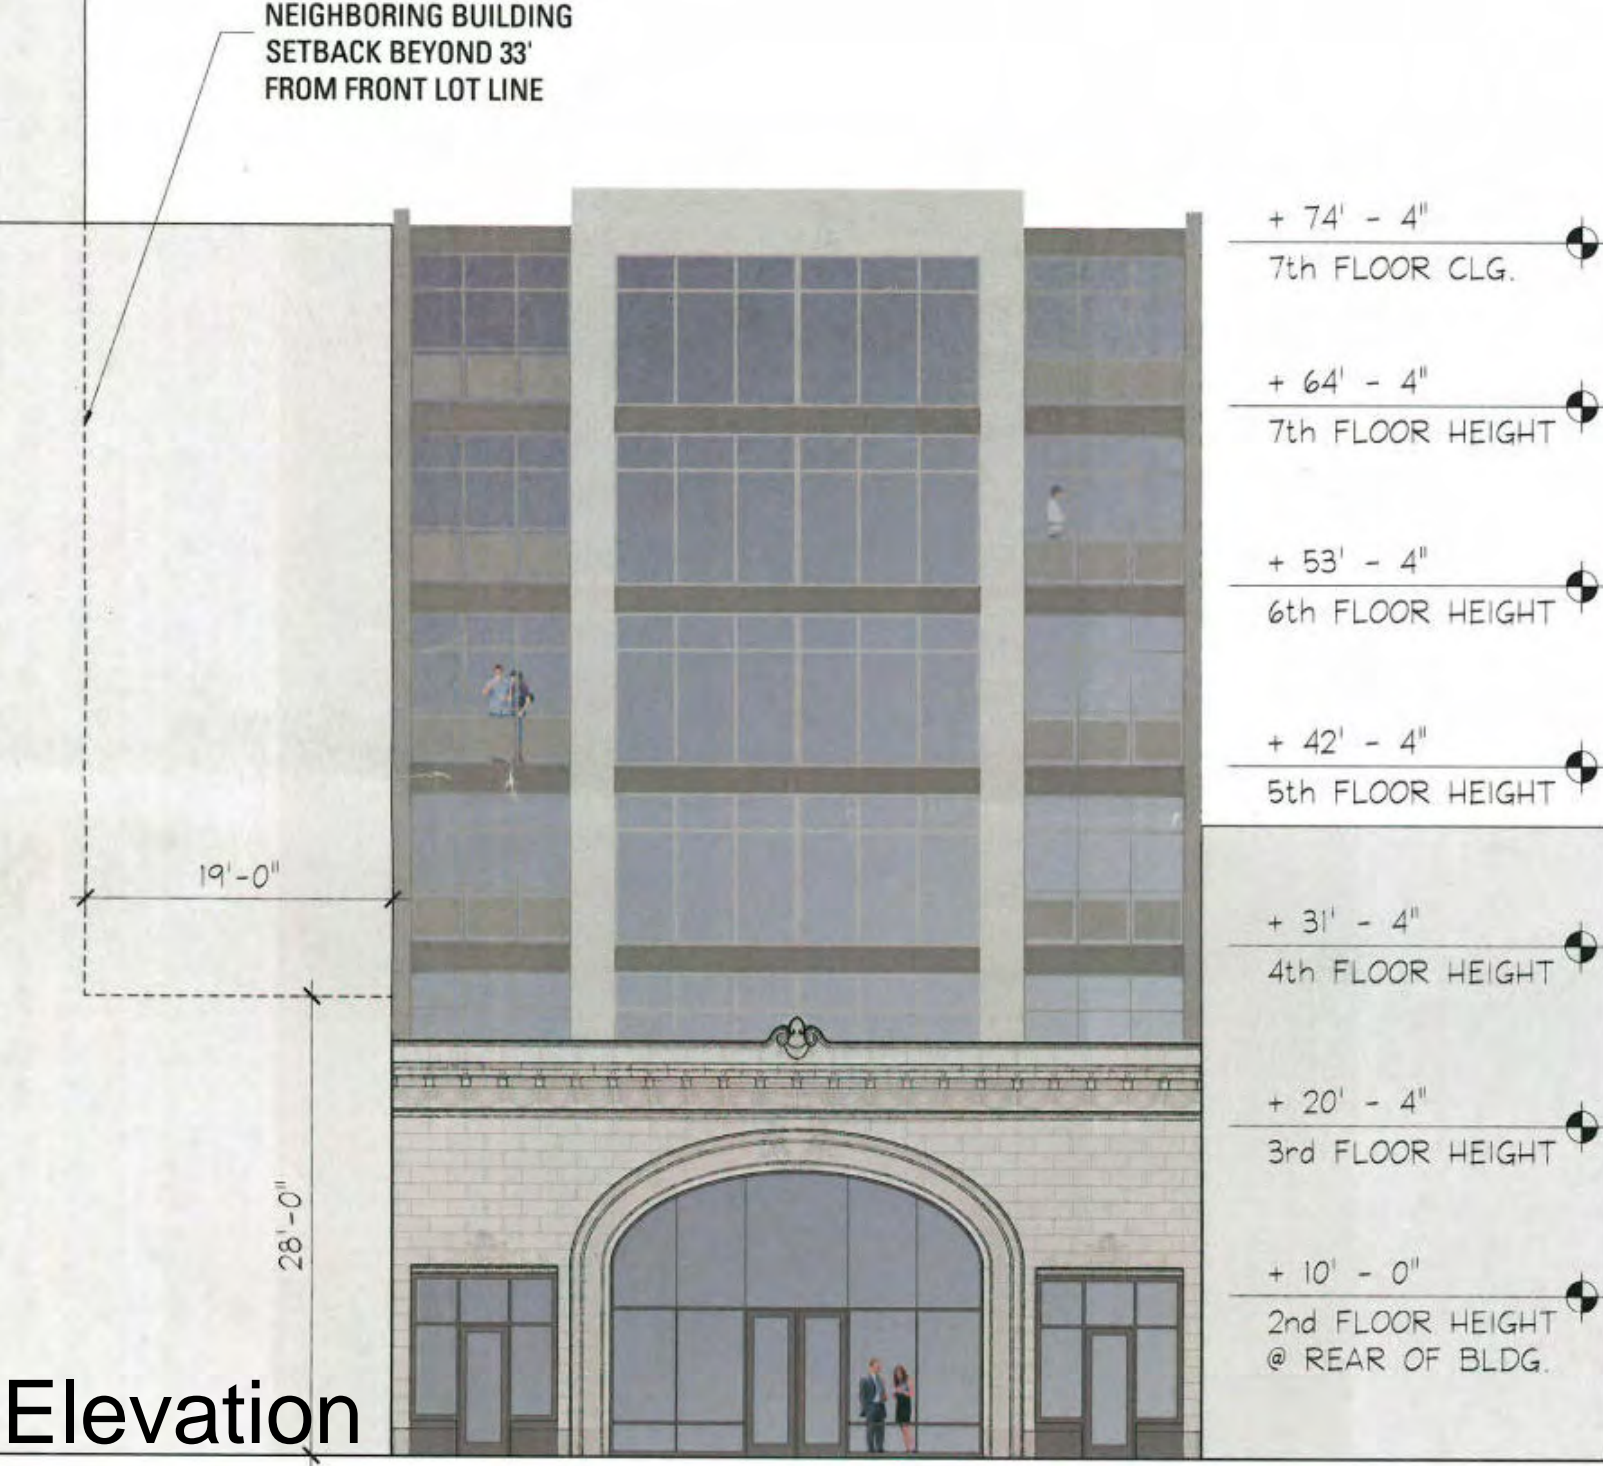 NEIGHBORING BUILDING
SETBACK BEYOND 33'
FROM FRONT LOT LINE
+ 74' - 4"
7th FLOOR CLG.
+ 64' - 4"
7th FLOOR HEIGHT
+ 53' - 4"
6th FLOOR HEIGHT
+ 42' - 4"
5th FLOOR HEIGHT
19'-0"
+ 31' - 4"
4th FLOOR HEIGHT
+ 20' - 4"
3rd FLOOR HEIGHT
28'-0"
+ 10' - 0"
2nd FLOOR HEIGHT
@ REAR OF BLDG.
Elevation